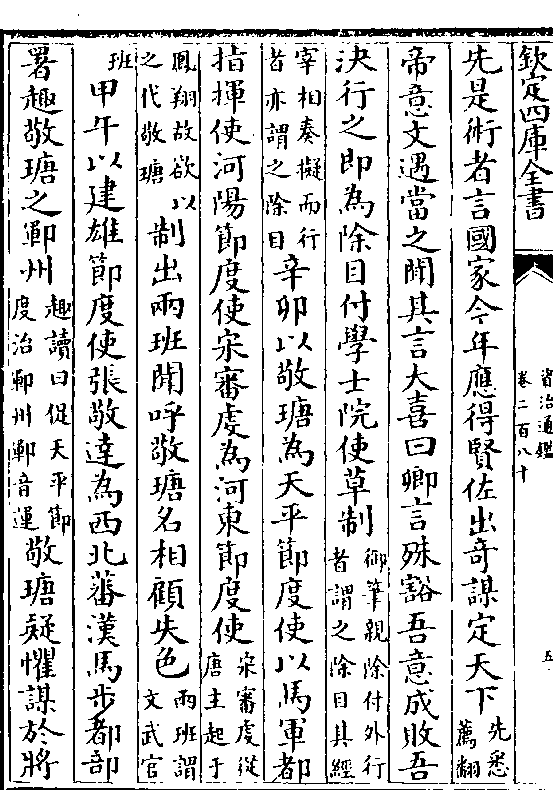 欽定四庫全書
資治通鑑
卷二百八十
五
先是術者言國家今年應得賢佐出奇謀定天下先悉薦翻
帝意文遇當之聞其言大喜曰卿言殊豁吾意成敗吾
決行之即為除目付學士院使草制御筆親除付外行者謂之除目其經
宰相奏擬而行者亦謂之除目辛卯以敬瑭為天平節度使以馬軍都
指揮使河陽節度使宋審虔為河東節度使宋審虔從唐主起于
鳳翔故欲以之代敬瑭制出兩班聞呼敬瑭名相顧失色兩班謂文武官
班甲午以建雄節度使張敬達為西北蕃漢馬步都部
署趣敬瑭之鄆州趣讀曰促天平節度治鄆州鄆音運敬瑭疑懼謀於將